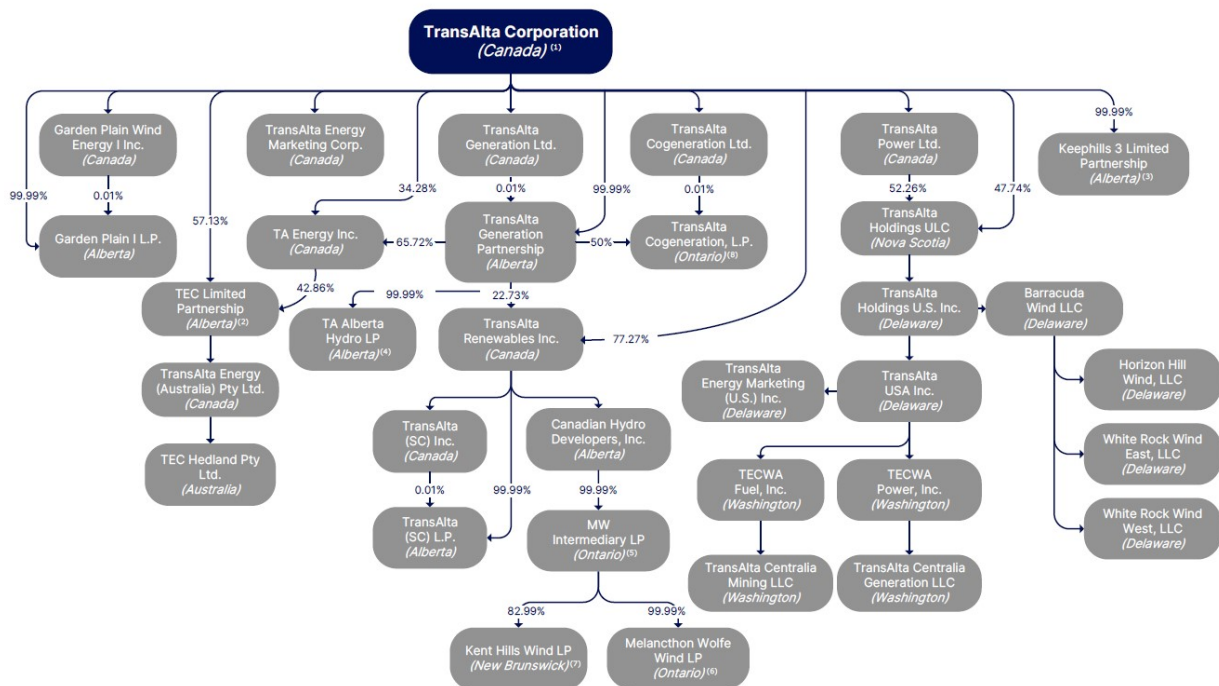 TransAlta Corporation
(Canada) (1)
99.99%
Garden Plain Wind
Energy I Inc.
(Canada)
TransAlta Energy
Marketing Corp.
(Canada)
TransAlta
Generation Ltd.
(Canada)
TransAlta
Cogeneration Ltd.
(Canada)
TransAlta
Power Ltd.
(Canada)
Keephills 3 Limited
Partnership
(Alberta) (3)
99.99%
0.01%
57.13%
34.28%
0.01%
99.99%
0.01%
52.26%
47.74%
Garden Plain I L.P.
(Alberta)
TA Energy Inc.
(Canada)
65.72%
TransAlta
Generation
Partnership
(Alberta)
50%
TransAlta
Cogeneration, L.P.
(Ontario) (8)
TransAlta
Holdings ULC
(Nova Scotia)
42.86%
99.99%
22.73%
TEC Limited
Partnership
(Alberta) (2)
TA Alberta
Hydro LP
(Alberta) (4)
TransAlta
Renewables Inc.
(Canada)
77.27%
TransAlta
Holdings U.S. Inc.
(Delaware)
Barracuda
Wind LLC
(Delaware)
TransAlta Energy
(Australia) Pty Ltd.
(Canada)
TransAlta
Energy Marketing
(U.S.) Inc.
(Delaware)
TransAlta
USA Inc.
(Delaware)
Horizon Hill
Wind, LLC
(Delaware)
TEC Hedland Pty
Ltd.
(Australia)
TransAlta
(SC) Inc.
(Canada)
Canadian Hydro
Developers, Inc.
(Alberta)
TECWA
Fuel, Inc.
(Washington)
TECWA
Power, Inc.
(Washington)
White Rock Wind
East, LLC
(Delaware)
0.01%
99.99%
99.99%
TransAlta
(SC) L.P.
(Alberta)
MW
Intermediary LP
(Ontario) (5)
White Rock Wind
West, LLC
(Delaware)
TransAlta Centralia
Mining LLC
(Washington)
TransAlta Centralia
Generation LLC
(Washington)
82.99%
99.99%
Kent Hills Wind LP
(New Brunswick) (7)
Melancthon Wolfe
Wind LP
(Ontario) (6)